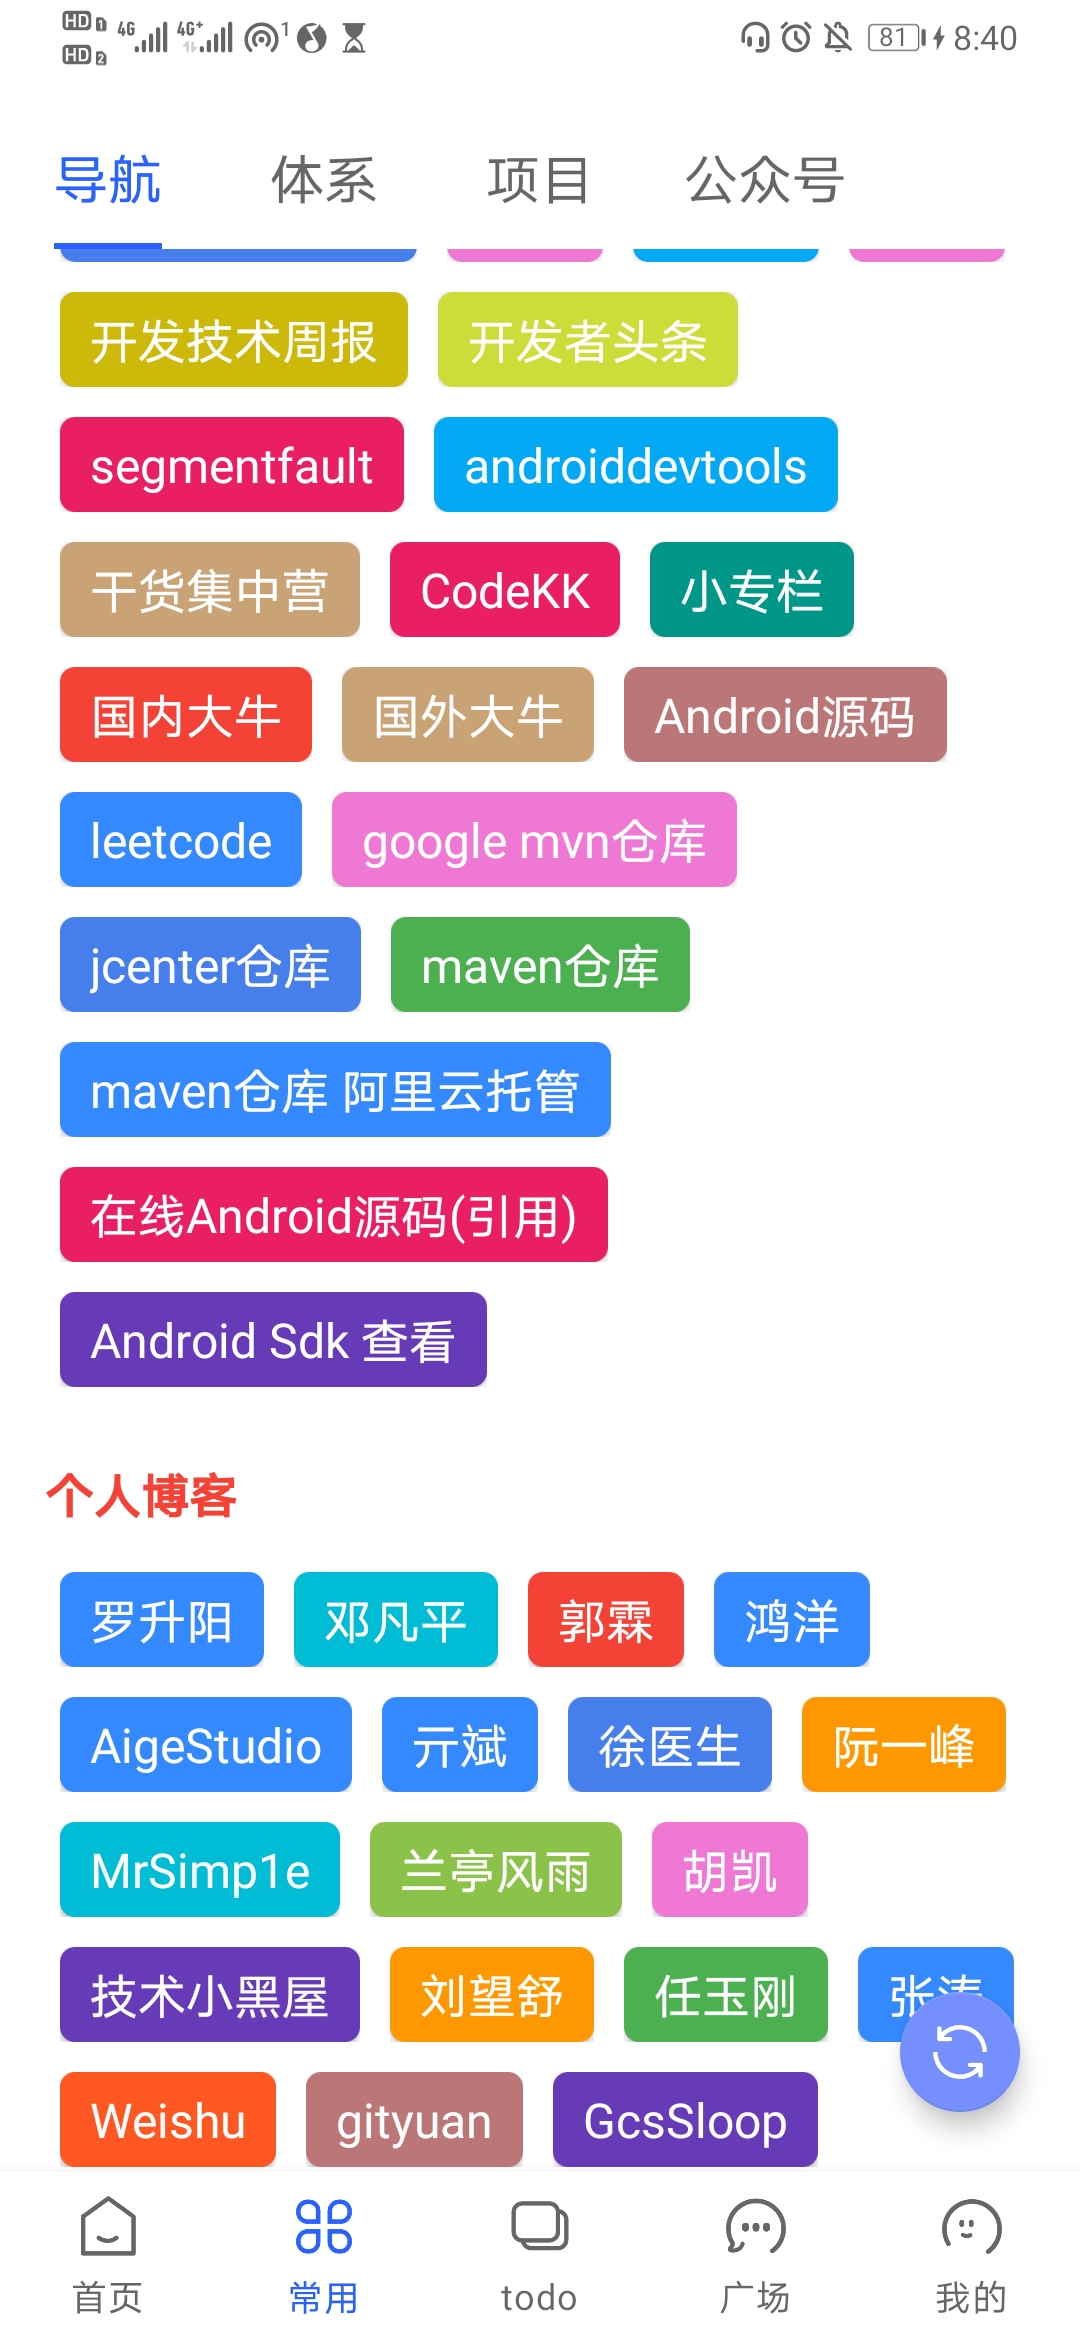 HD 1 4G 4G+ 1 81 8:40
HD 2
导航 体系 项目 公众号
开发技术周报 开发者头条
segmentfault androiddevtools
干货集中营 CodeKK 小专栏
国内大牛 国外大牛 Android源码
leetcode google mvn仓库
jcenter仓库 maven仓库
maven仓库 阿里云托管
在线Android源码(引用)
Android Sdk 查看
个人博客
罗升阳 邓凡平 郭霖 鸿洋
AigeStudio 亓斌 徐医生 阮一峰
MrSimp1e 兰亭风雨 胡凯
技术小黑屋 刘望舒 任玉刚 张涛
Weishu gityuan GcsSloop
首页 常用 todo 广场 我的